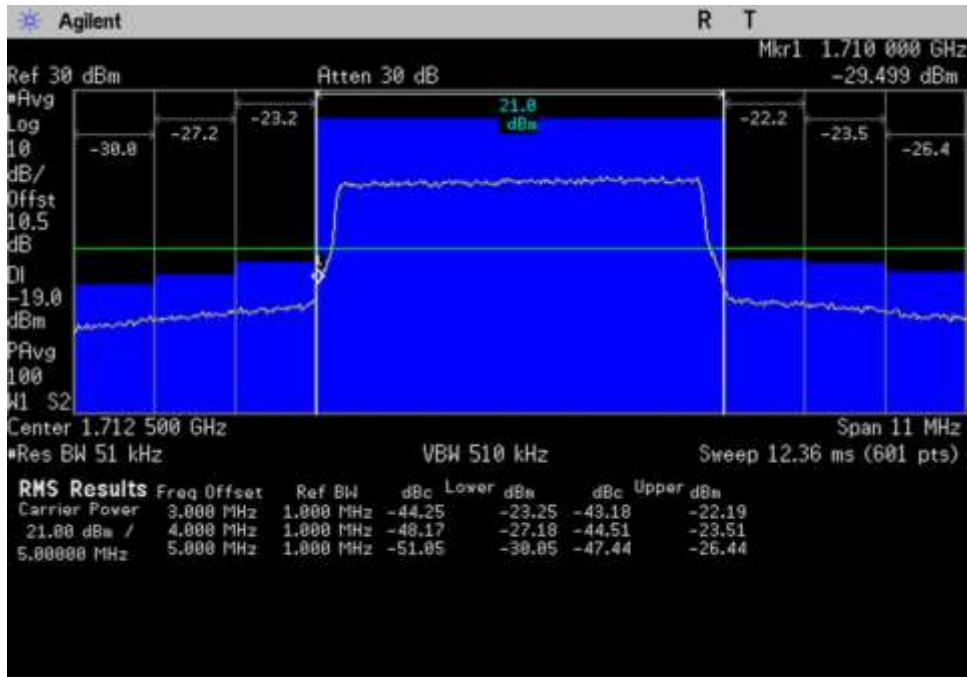 Agilent R T
Mkr1 1.710 000 GHz
Ref 30 dBm Atten 30 dB -29.499 dBm
#Avg
Log
10
dB/
Offst
10.5
dB
DI
-19.0
dBm
PAvg
100
W1 S2
-30.0 -27.2 -23.2 21.0 dBm -22.2 -23.5 -26.4
1
Center 1.712 500 GHz Span 11 MHz
#Res BW 51 kHz VBW 510 kHz Sweep 12.36 ms (601 pts)
RMS Results Freq Offset Ref BW dBc Lower dBm dBc Upper dBm
Carrier Power 3.000 MHz 1.000 MHz -44.25 -23.25 -43.18 -22.19
21.00 dBm / 4.000 MHz 1.000 MHz -48.17 -27.18 -44.51 -23.51
5.00000 MHz 5.000 MHz 1.000 MHz -51.05 -30.05 -47.44 -26.44